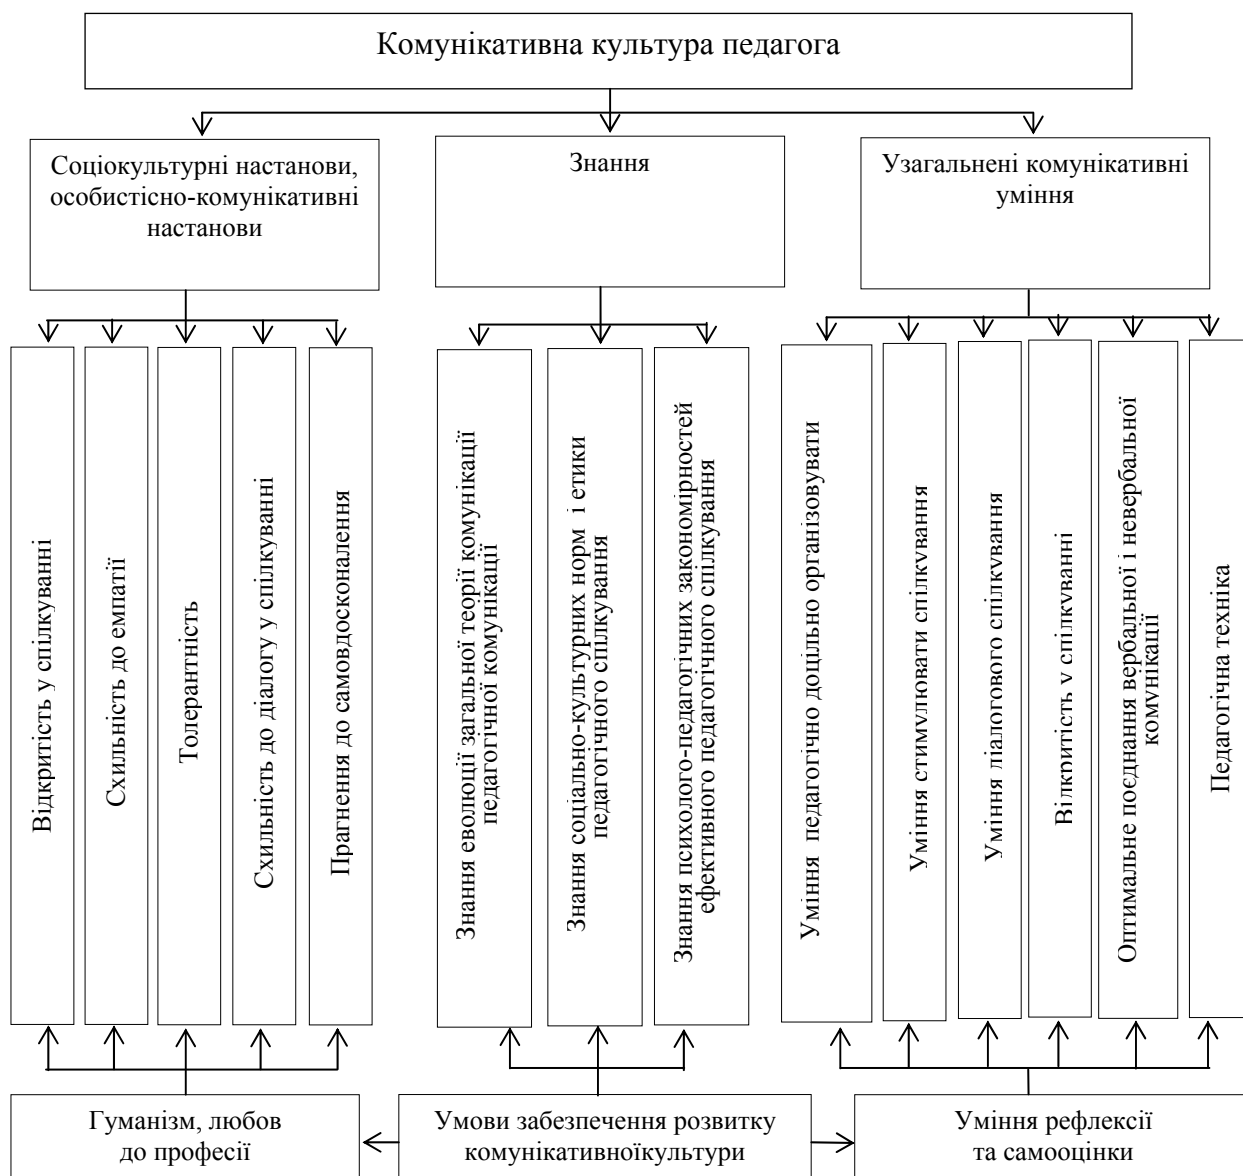 Комунікативна культура педагога
Соціокультурні настанови,
особистісно-комунікативні
настанови
Знання
Узагальнені комунікативні
уміння
Відкритість у спілкуванні
Схильність до емпатії
Толерантність
Схильність до діалогу у спілкуванні
Прагнення до самовдосконалення
Знання еволюції загальної теорії комунікації
педагогічної комунікації
Знання соціально-культурних норм і етики
педагогічного спілкування
Знання психолого-педагогічних закономірностей
ефективного педагогічного спілкування
Уміння педагогічно доцільно організовувати
Уміння стимулювати спілкування
Уміння діалогового спілкування
Відкритість у спілкуванні
Оптимальне поєднання вербальної і невербальної
комунікації
Педагогічна техніка
Гуманізм, любов
до професії
Умови забезпечення розвитку
комунікативноїкультури
Уміння рефлексії
та самооцінки